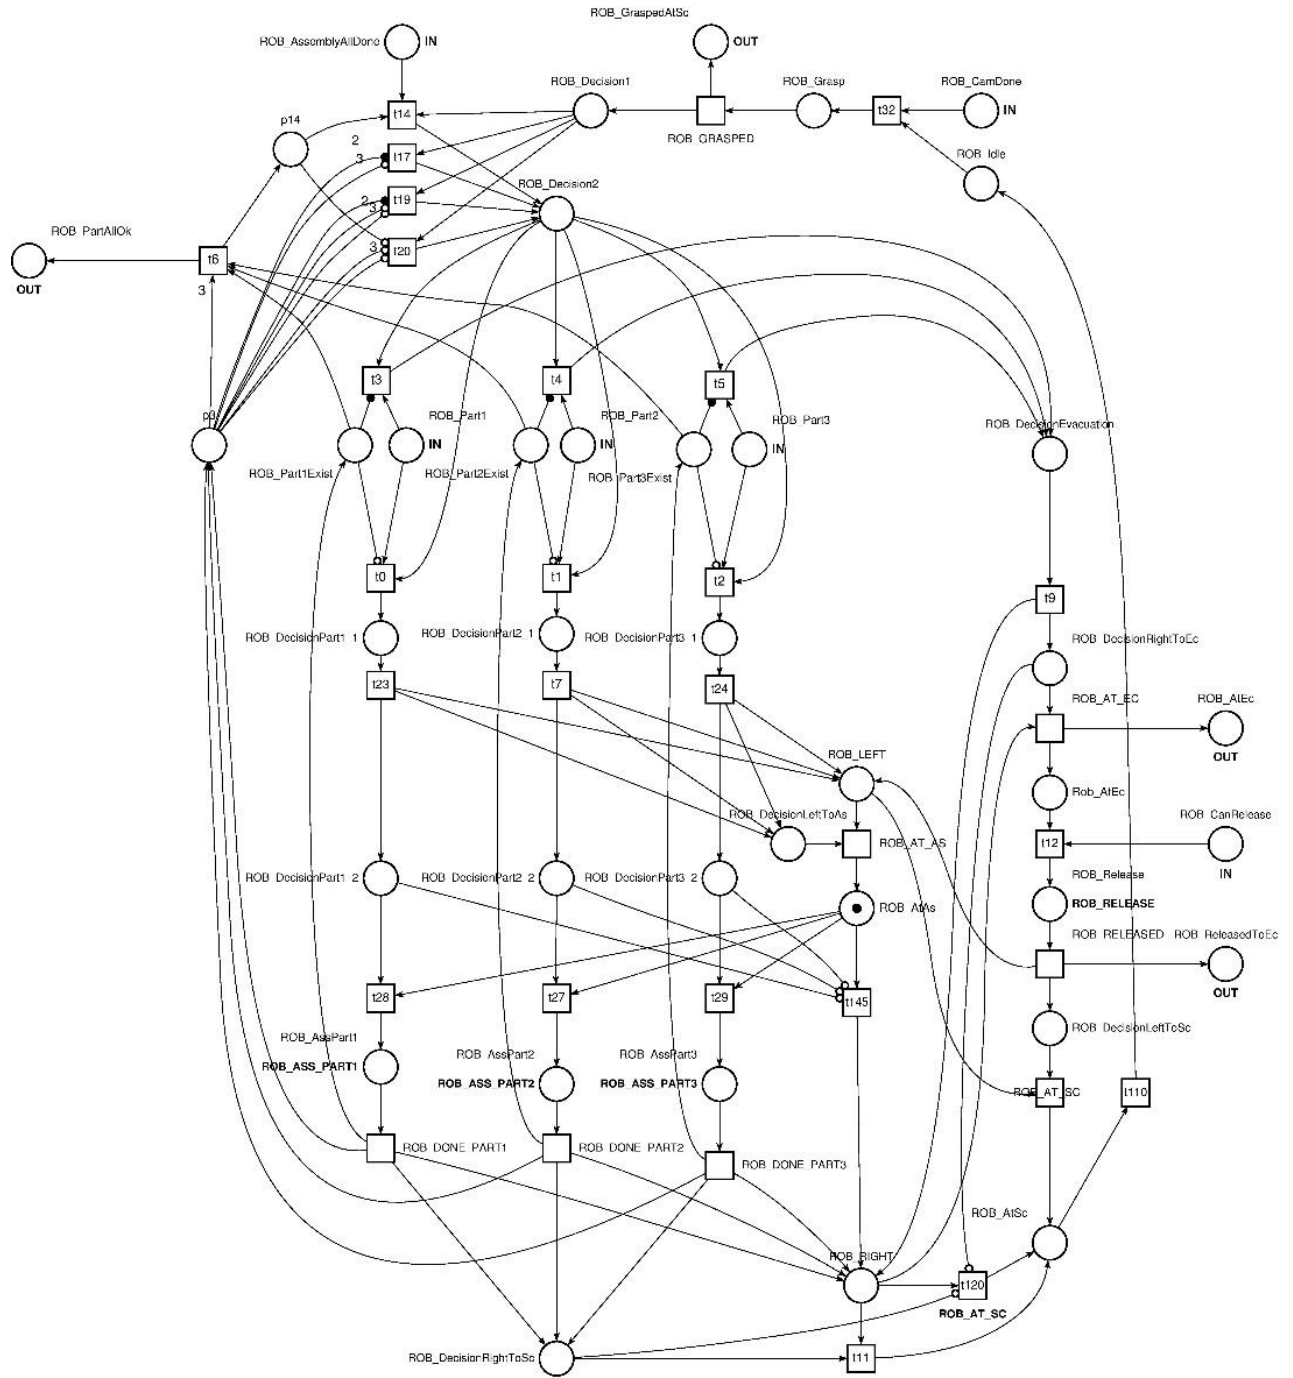 ROB_GraspedAtSc
ROB_AssemblyAllDone
IN
OUT
ROB_Decision1
ROB_Grasp
ROB_CamDone
t14
t32
IN
p14
ROB_GRASPED
2
3
t17
ROB_Idle
ROB_Decision2
2
3
t19
ROB_PartAllOk
3
t20
t6
OUT
3
t3
t4
t5
p3
ROB_Part1
ROB_Part2
ROB_Part3
ROB_DecisionEvacuation
IN
IN
IN
ROB_Part1Exist
ROB_Part2Exist
ROB_Part3Exist
t0
t1
t2
t9
ROB_DecisionPart1_1
ROB_DecisionPart2_1
ROB_DecisionPart3_1
ROB_DecisionRightToEc
t23
t7
t24
ROB_AT_EC
ROB_AtEc
ROB_LEFT
OUT
Rob_AtEc
ROB_DecisionLeftToAs
ROB_CanRelease
ROB_AT_AS
t12
IN
ROB_DecisionPart1_2
ROB_DecisionPart2_2
ROB_DecisionPart3_2
ROB_Release
ROB_AtAs
ROB_RELEASE
ROB_RELEASED
ROB_ReleasedToEc
OUT
t28
t27
t29
t145
ROB_DecisionLeftToSc
ROB_AssPart1
ROB_AssPart2
ROB_AssPart3
ROB_ASS_PART1
ROB_ASS_PART2
ROB_ASS_PART3
ROB_AT_SC
t110
ROB_DONE_PART1
ROB_DONE_PART2
ROB_DONE_PART3
ROB_AtSc
ROB_RIGHT
t120
ROB_AT_SC
ROB_DecisionRightToSc
t11